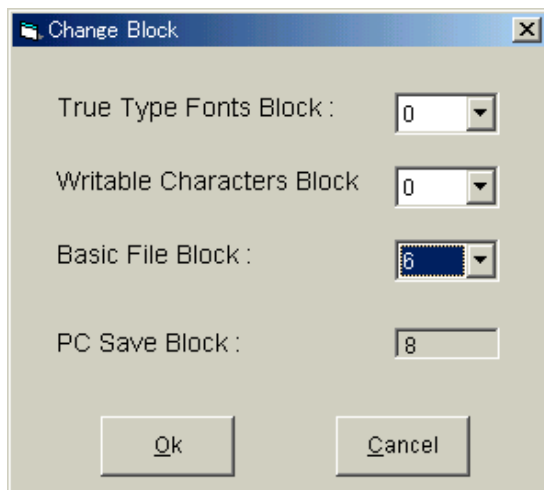 Change Block
True Type Fonts Block : 0
Writable Characters Block 0
Basic File Block : 6
PC Save Block : 8
Ok Cancel